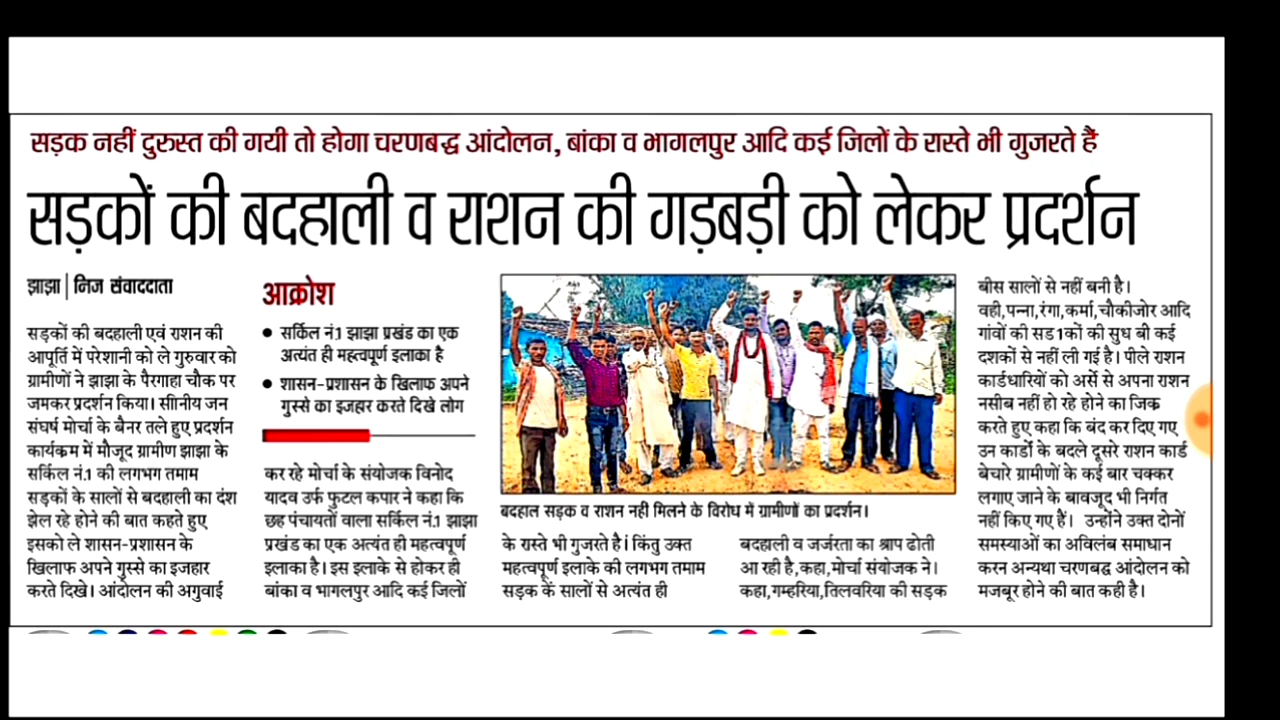 सड़क नहीं दुरुस्त की गयी तो होगा चरणबद्ध आंदोलन, बांका व भागलपुर आदि कई जिलों के रास्ते भी गुजरते हैं
सड़कों की बदहाली व राशन की गड़बड़ी को लेकर प्रदर्शन
झाझा | निज संवाददाता
सड़कों की बदहाली एवं राशन की
आपूर्ति में परेशानी को ले गुरुवार को
ग्रामीणों ने झाझा के पैरगाहा चौक पर
जमकर प्रदर्शन किया। सीानीय जन
संघर्ष मोर्चा के बैनर तले हुए प्रदर्शन
कार्यक्रम में मौजूद ग्रामीण झाझा के
सर्किल नं.1 की लगभग तमाम
सड़कों के सालों से बदहाली का दंश
झेल रहे होने की बात कहते हुए
इसको ले शासन-प्रशासन के
खिलाफ अपने गुस्से का इजहार
करते दिखे। आंदोलन की अगुवाई
आक्रोश
● सर्किल नं.1 झाझा प्रखंड का एक
अत्यंत ही महत्वपूर्ण इलाका है
● शासन-प्रशासन के खिलाफ अपने
गुस्से का इजहार करते दिखे लोग
कर रहे मोर्चा के संयोजक विनोद
यादव उर्फ फुटल कपार ने कहा कि
छह पंचायतों वाला सर्किल नं.1 झाझा
प्रखंड का एक अत्यंत ही महत्वपूर्ण
इलाका है। इस इलाके से होकर ही
बांका व भागलपुर आदि कई जिलों
बदहाल सड़क व राशन नही मिलने के विरोध में ग्रामीणों का प्रदर्शन।
के रास्ते भी गुजरते है। किंतु उक्त
महत्वपूर्ण इलाके की लगभग तमाम
सड़क कें सालों से अत्यंत ही
बदहाली व जर्जरता का श्राप ढोती
आ रही है,कहा,मोर्चा संयोजक ने।
कहा,गम्हरिया,तिलवरिया की सड़क
बीस सालों से नहीं बनी है।
वही,पन्ना,रंगा,कर्मा,चौकीजोर आदि
गांवों की सड1कों की सुध बी कई
दशकों से नहीं ली गई है। पीले राशन
कार्डधारियों को अर्से से अपना राशन
नसीब नहीं हो रहे होने का जिक्र
करते हुए कहा कि बंद कर दिए गए
उन कार्डों के बदले दूसरे राशन कार्ड
बेचारे ग्रामीणों के कई बार चक्कर
लगाए जाने के बावजूद भी निर्गत
नहीं किए गए हैं। उन्होंने उक्त दोनों
समस्याओं का अविलंब समाधान
करन अन्यथा चरणबद्ध आंदोलन को
मजबूर होने की बात कही है।